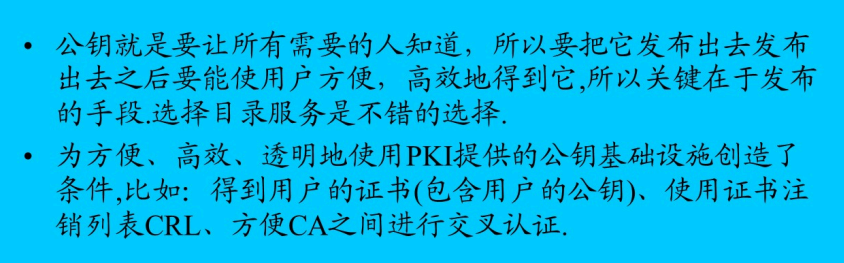 • 公钥就是要让所有需要的人知道，所以要把它发布出去发布
出去之后要能使用户方便，高效地得到它,所以关键在于发布
的手段.选择目录服务是不错的选择.
• 为方便、高效、透明地使用PKI提供的公钥基础设施创造了
条件,比如：得到用户的证书(包含用户的公钥)、使用证书注
销列表CRL、方便CA之间进行交叉认证.